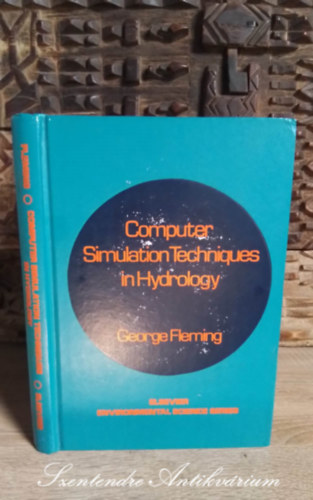 Computer
Simulation Techniques
in Hydrology
George Fleming
ELSEVIER
ENVIRONMENTAL SCIENCE SERIES
FLEMING
COMPUTER SIMULATION TECHNIQUES
IN HYDROLOGY
ELSEVIER
Szentendre Antikvárium